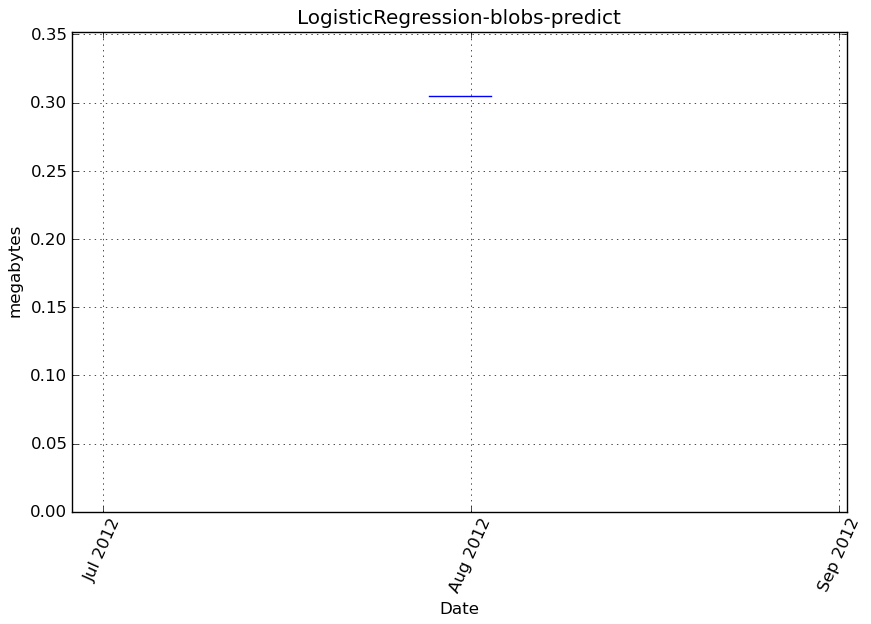 LogisticRegression-blobs-predict
0.35
0.30
0.25
0.20
0.15
0.10
0.05
0.00
megabytes
Jul 2012
Aug 2012
Sep 2012
Date